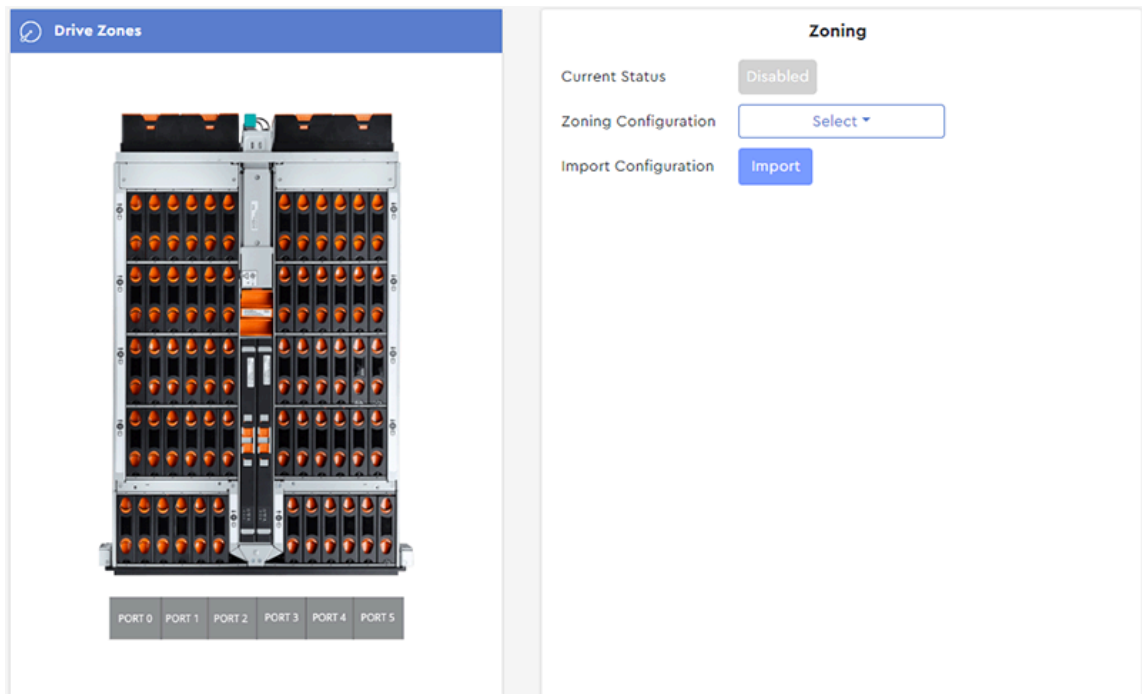 Drive Zones
PORT 0 PORT 1 PORT 2 PORT 3 PORT 4 PORT 5
Zoning
Current Status Disabled
Zoning Configuration Select
Import Configuration Import